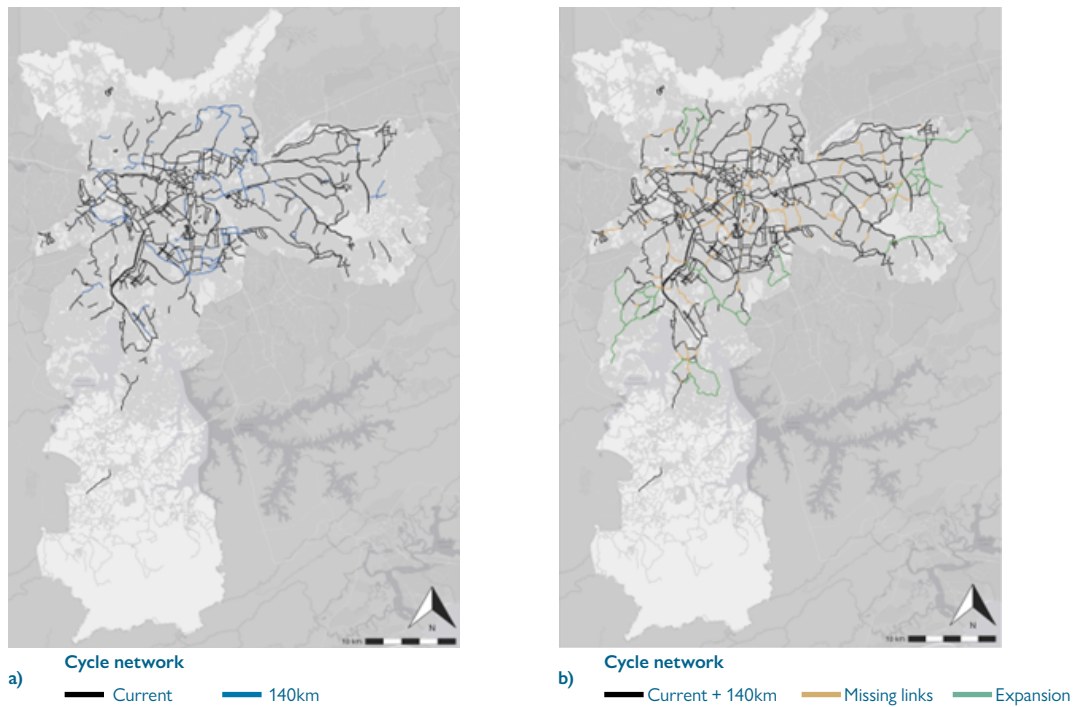 N
10 km
N
10 km
a)
Cycle network
Current
140km
b)
Cycle network
Current + 140km
Missing links
Expansion